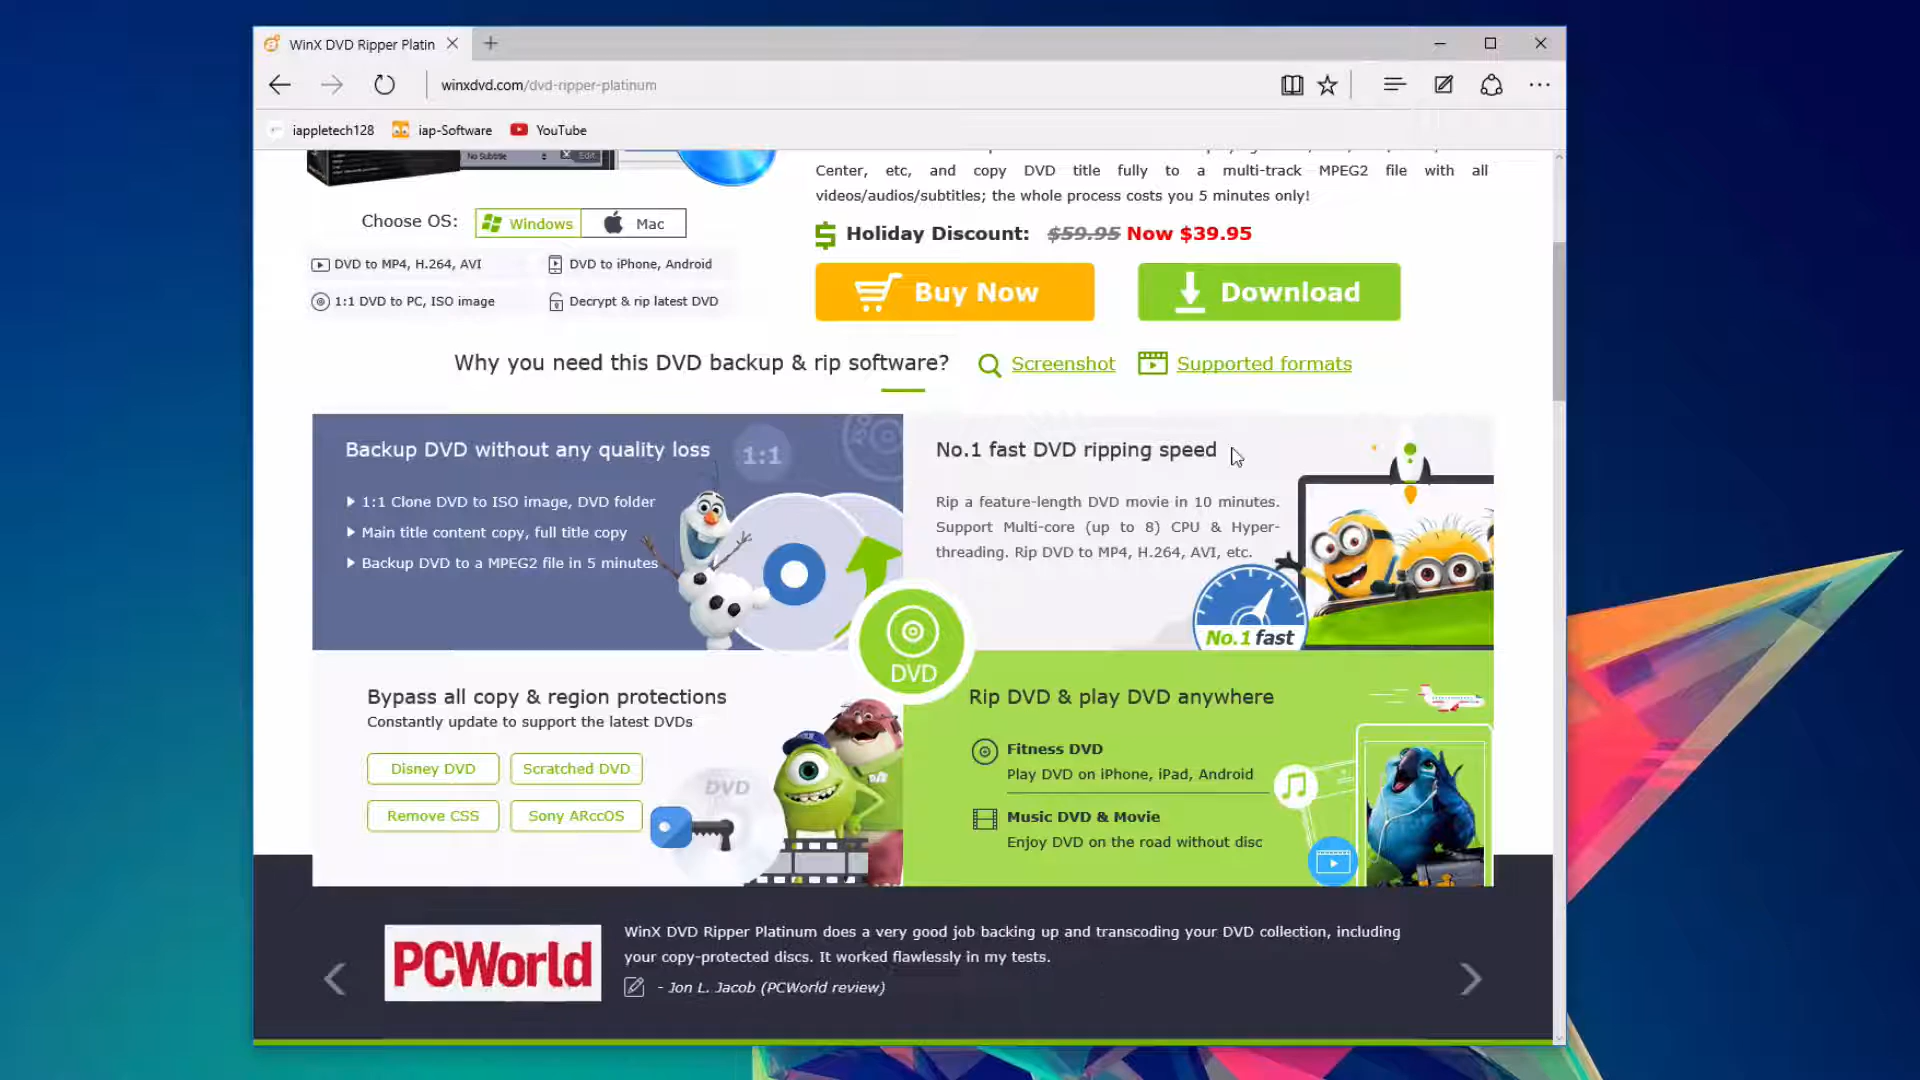 WinX DVD Ripper Platin
winxdvd.com/dvd-ripper-platinum
iappletech128
iap-Software
YouTube
No Subtitle
Edit
Center, etc, and copy DVD title fully to a multi-track MPEG2 file with all
videos/audios/subtitles; the whole process costs you 5 minutes only!
Choose OS:
Windows
Mac
$ Holiday Discount: $59.95 Now $39.95
DVD to MP4, H.264, AVI
DVD to iPhone, Android
1:1 DVD to PC, ISO image
Decrypt & rip latest DVD
Buy Now
Download
Why you need this DVD backup & rip software?
Screenshot
Supported formats
Backup DVD without any quality loss
1:1
ISO
1:1 Clone DVD to ISO image, DVD folder
Main title content copy, full title copy
Backup DVD to a MPEG2 file in 5 minutes
No.1 fast DVD ripping speed
Rip a feature-length DVD movie in 10 minutes.
Support Multi-core (up to 8) CPU & Hyper-
threading. Rip DVD to MP4, H.264, AVI, etc.
No.1 fast
DVD
Bypass all copy & region protections
Constantly update to support the latest DVDs
Disney DVD
Scratched DVD
Remove CSS
Sony ARccOS
DVD
Rip DVD & play DVD anywhere
Fitness DVD
Play DVD on iPhone, iPad, Android
Music DVD & Movie
Enjoy DVD on the road without disc
PCWorld
WinX DVD Ripper Platinum does a very good job backing up and transcoding your DVD collection, including
your copy-protected discs. It worked flawlessly in my tests.
- Jon L. Jacob (PCWorld review)